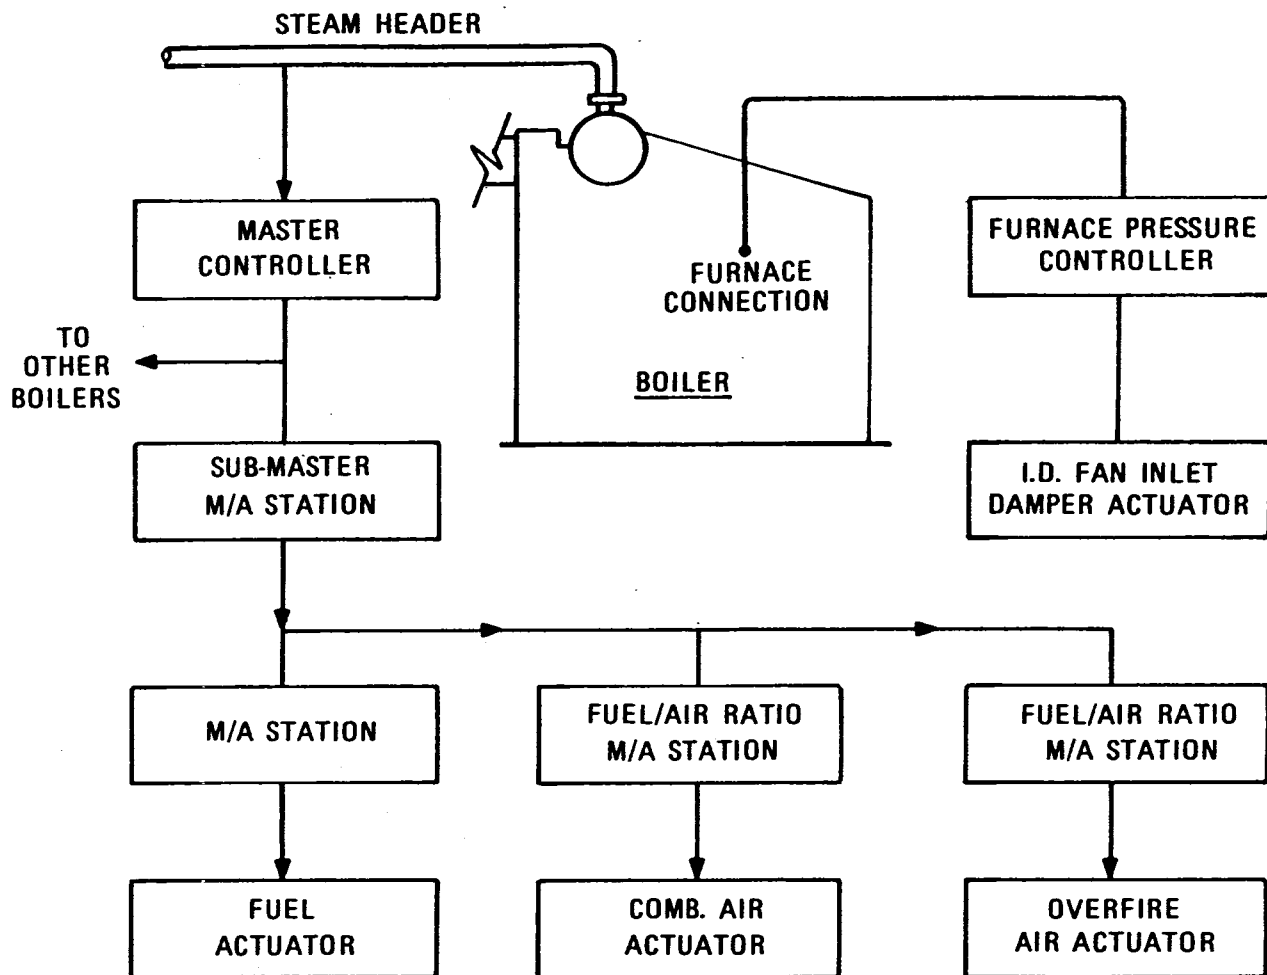 STEAM HEADER
MASTER
CONTROLLER
FURNACE PRESSURE
CONTROLLER
FURNACE
CONNECTION
TO
OTHER
BOILERS
BOILER
SUB-MASTER
M/A STATION
I.D. FAN INLET
DAMPER ACTUATOR
M/A STATION
FUEL/AIR RATIO
M/A STATION
FUEL/AIR RATIO
M/A STATION
FUEL
ACTUATOR
COMB. AIR
ACTUATOR
OVERFIRE
AIR ACTUATOR